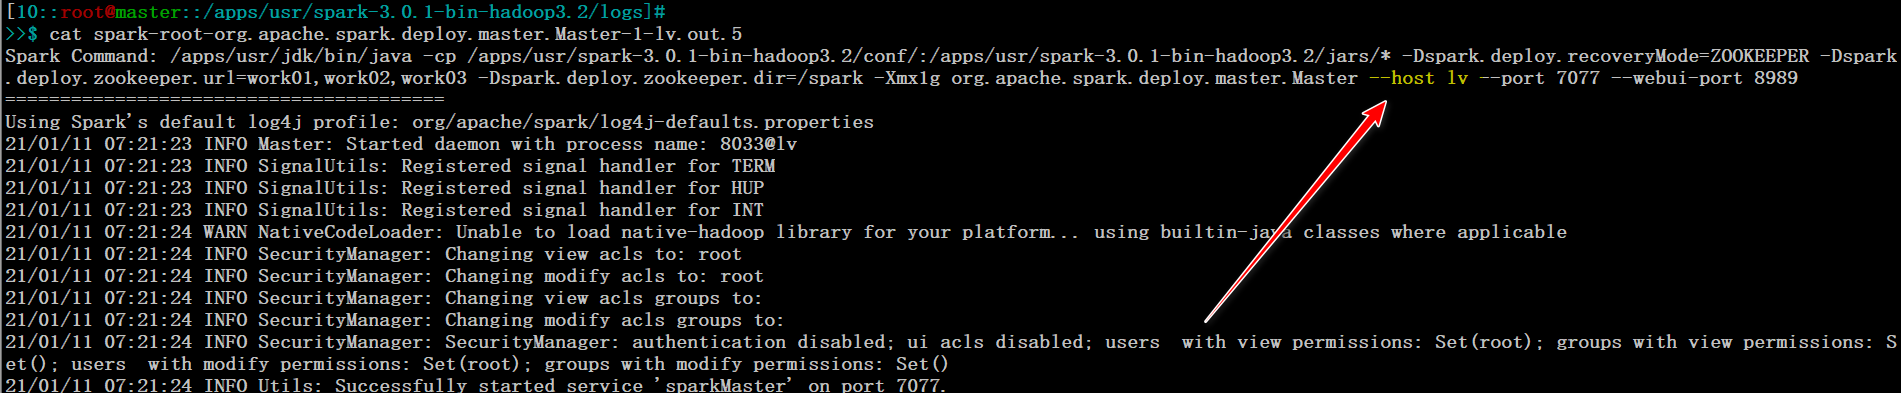 [10::root@master::/apps/usr/spark-3.0.1-bin-hadoop3.2/logs]#
>>$ cat spark-root-org.apache.spark.deploy.master.Master-1-lv.out.5
Spark Command: /apps/usr/jdk/bin/java -cp /apps/usr/spark-3.0.1-bin-hadoop3.2/conf/:/apps/usr/spark-3.0.1-bin-hadoop3.2/jars/* -Dspark.deploy.recoveryMode=ZOOKEEPER -Dspark
.deploy.zookeeper.url=work01,work02,work03 -Dspark.deploy.zookeeper.dir=/spark -Xmx1g org.apache.spark.deploy.master.Master --host lv --port 7077 --webui-port 8989
========================================
Using Spark's default log4j profile: org/apache/spark/log4j-defaults.properties
21/01/11 07:21:23 INFO Master: Started daemon with process name: 8033@lv
21/01/11 07:21:23 INFO SignalUtils: Registered signal handler for TERM
21/01/11 07:21:23 INFO SignalUtils: Registered signal handler for HUP
21/01/11 07:21:23 INFO SignalUtils: Registered signal handler for INT
21/01/11 07:21:24 WARN NativeCodeLoader: Unable to load native-hadoop library for your platform... using builtin-java classes where applicable
21/01/11 07:21:24 INFO SecurityManager: Changing view acls to: root
21/01/11 07:21:24 INFO SecurityManager: Changing modify acls to: root
21/01/11 07:21:24 INFO SecurityManager: Changing view acls groups to:
21/01/11 07:21:24 INFO SecurityManager: Changing modify acls groups to:
21/01/11 07:21:24 INFO SecurityManager: SecurityManager: authentication disabled; ui acls disabled; users  with view permissions: Set(root); groups with view permissions: S
et(); users  with modify permissions: Set(root); groups with modify permissions: Set()
21/01/11 07:21:24 INFO Utils: Successfully started service 'sparkMaster' on port 7077.